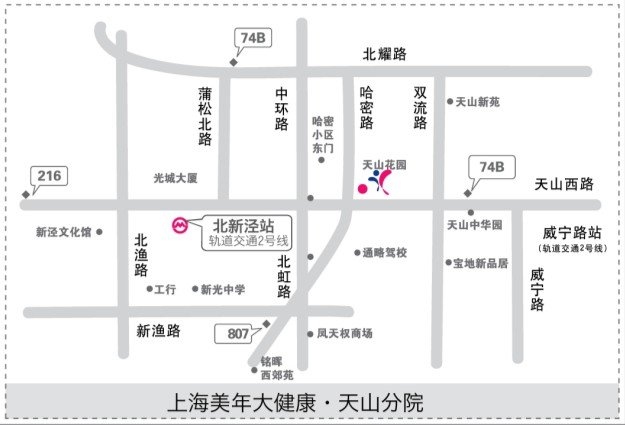 74B
北耀路
蒲松北路
中环路
哈密路
双流路
天山新苑
哈密
小区
东门
天山花园
74B
216
光城大厦
天山西路
北新泾站
轨道交通2号线
天山中华园
新泾文化馆
北渔路
北虹路
威宁路站
(轨道交通2号线)
通略驾校
宝地新品居
威宁路
工行
新光中学
新渔路
807
凤天权商场
铭晖
西郊苑
上海美年大健康·天山分院